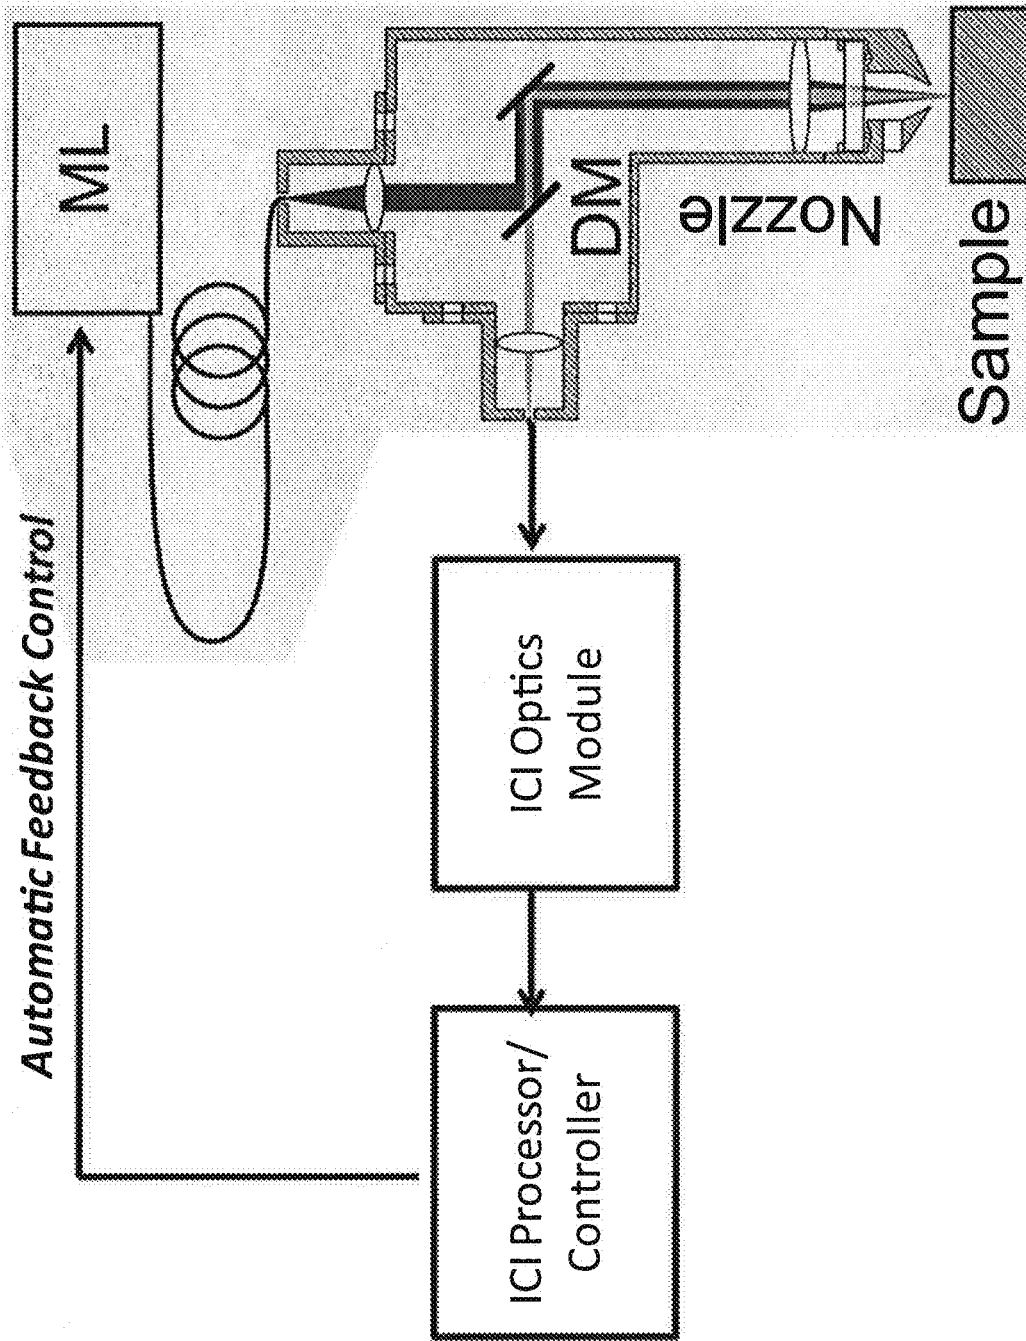 Automatic Feedback Control
ML
ICI Processor/
Controller
ICI Optics
Module
DM
Nozzle
Sample